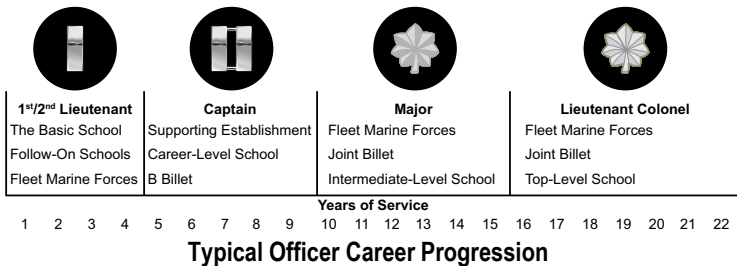 1st/2nd Lieutenant
The Basic School
Follow-On Schools
Fleet Marine Forces
Captain
Supporting Establishment
Career-Level School
B Billet
Major
Fleet Marine Forces
Joint Billet
Intermediate-Level School
Lieutenant Colonel
Fleet Marine Forces
Joint Billet
Top-Level School
Years of Service
1 2 3 4 5 6 7 8 9 10 11 12 13 14 15 16 17 18 19 20 21 22
Typical Officer Career Progression